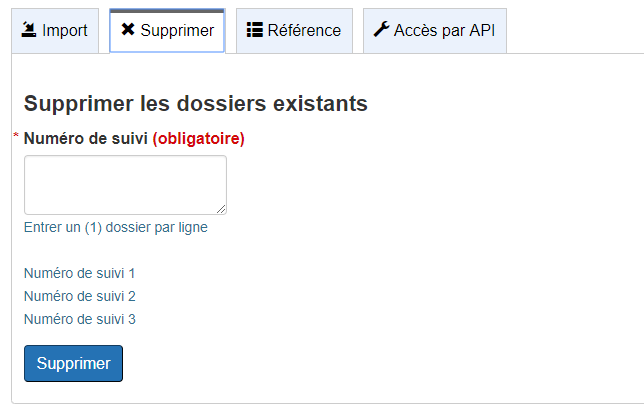 Import
Supprimer
Référence
Accès par API
Supprimer les dossiers existants
* Numéro de suivi (obligatoire)
Entrer un (1) dossier par ligne
Numéro de suivi 1
Numéro de suivi 2
Numéro de suivi 3
Supprimer